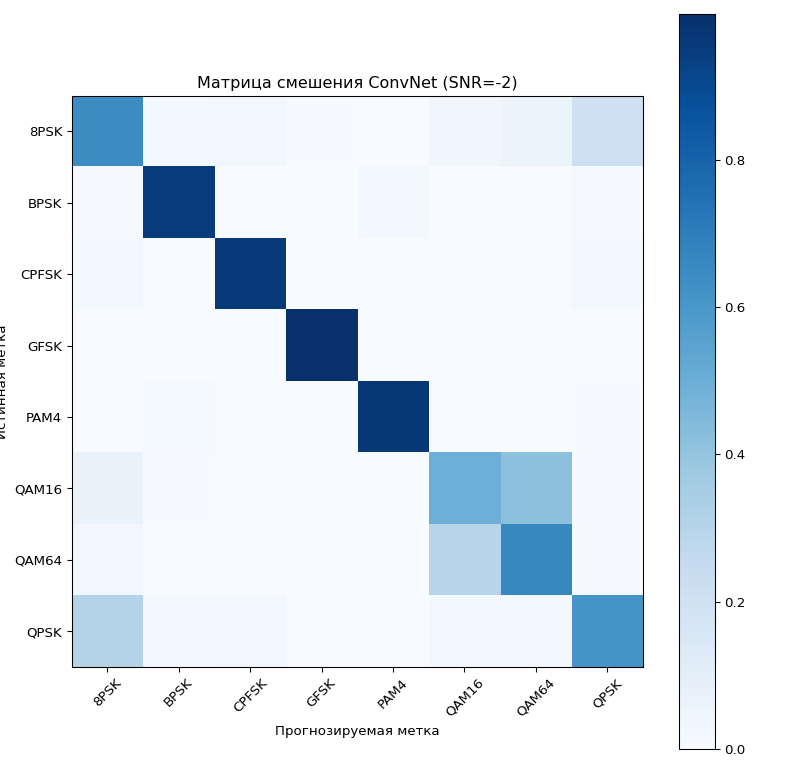 Матрица смешения ConvNet (SNR=-2)
8PSK
BPSK
CPFSK
GFSK
PAM4
QAM16
QAM64
QPSK
8PSK BPSK CPFSK GFSK PAM4 QAM16 QAM64 QPSK
Прогнозируемая метка
Истинная метка
0.8
0.6
0.4
0.2
0.0